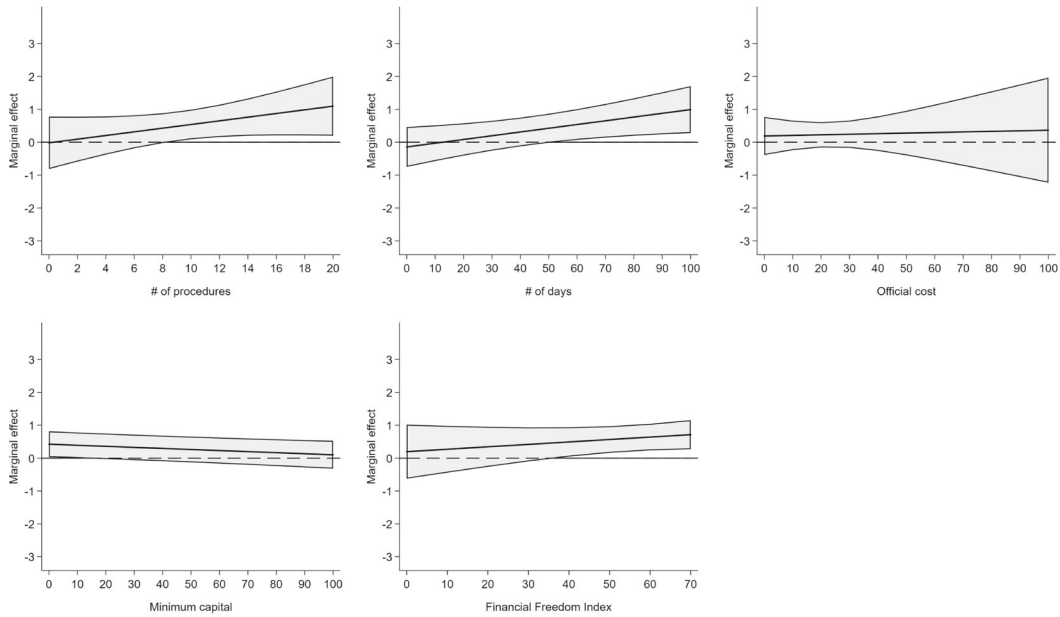 Marginal effect
3
2
1
0
-1
-2
-3
0 2 4 6 8 10 12 14 16 18 20
# of procedures
Marginal effect
3
2
1
0
-1
-2
-3
0 10 20 30 40 50 60 70 80 90 100
# of days
Marginal effect
3
2
1
0
-1
-2
-3
0 10 20 30 40 50 60 70 80 90 100
Official cost
Marginal effect
3
2
1
0
-1
-2
-3
0 10 20 30 40 50 60 70 80 90 100
Minimum capital
Marginal effect
3
2
1
0
-1
-2
-3
0 10 20 30 40 50 60 70
Financial Freedom Index